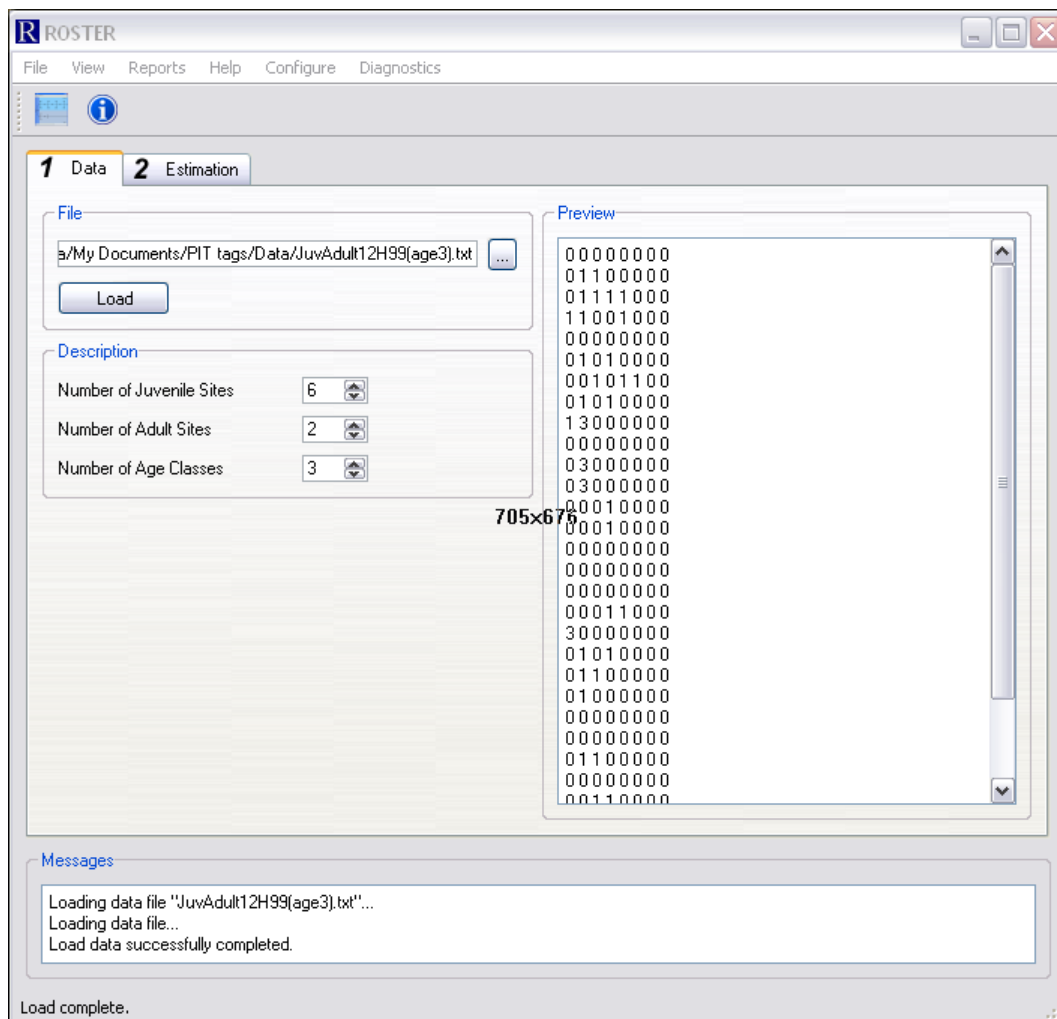 R ROSTER
File View Reports Help Configure Diagnostics
1 Data 2 Estimation
File
a/My Documents/PIT tags/Data/JuvAdult12H99(age3).txt ...
Load
Description
Number of Juvenile Sites 6
Number of Adult Sites 2
Number of Age Classes 3
705×676
Preview
0 0 0 0 0 0 0 0
0 1 1 0 0 0 0 0
0 1 1 1 1 0 0 0
1 1 0 0 1 0 0 0
0 0 0 0 0 0 0 0
0 1 0 1 0 0 0 0
0 0 1 0 1 1 0 0
0 1 0 1 0 0 0 0
1 3 0 0 0 0 0 0
0 0 0 0 0 0 0 0
0 3 0 0 0 0 0 0
0 3 0 0 0 0 0 0
0 0 0 1 0 0 0 0
0 0 0 1 0 0 0 0
0 0 0 0 0 0 0 0
0 0 0 0 0 0 0 0
0 0 0 0 0 0 0 0
0 0 0 1 1 0 0 0
3 0 0 0 0 0 0 0
0 1 0 1 0 0 0 0
0 1 1 0 0 0 0 0
0 1 0 0 0 0 0 0
0 0 0 0 0 0 0 0
0 0 0 0 0 0 0 0
0 1 1 0 0 0 0 0
0 0 0 0 0 0 0 0
0 0 1 1 0 0 0 0
Messages
Loading data file "JuvAdult12H99(age3).txt"...
Loading data file...
Load data successfully completed.
Load complete.